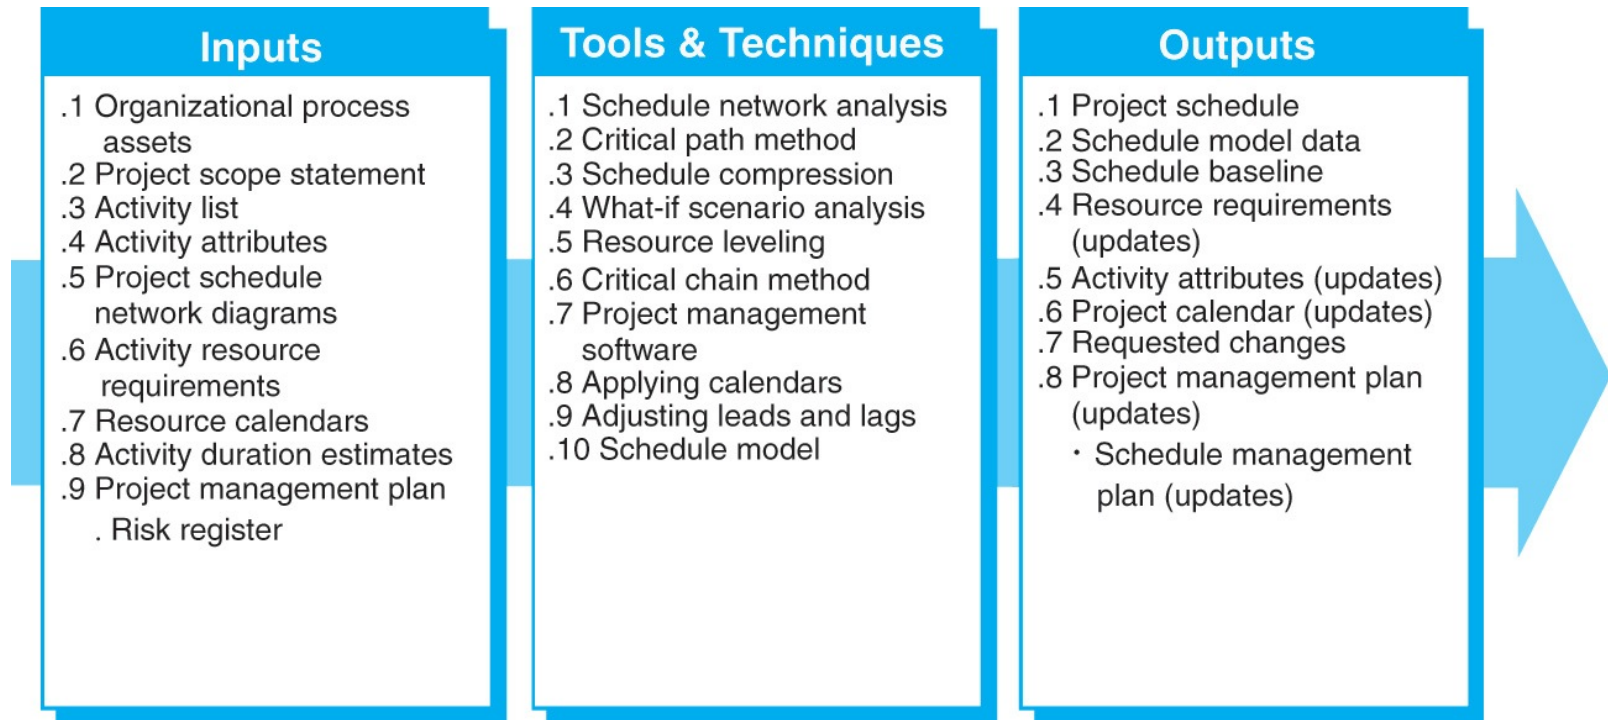 Inputs
.1 Organizational process
assets
.2 Project scope statement
.3 Activity list
.4 Activity attributes
.5 Project schedule
network diagrams
.6 Activity resource
requirements
.7 Resource calendars
.8 Activity duration estimates
.9 Project management plan
. Risk register
Tools & Techniques
.1 Schedule network analysis
.2 Critical path method
.3 Schedule compression
.4 What-if scenario analysis
.5 Resource leveling
.6 Critical chain method
.7 Project management
software
.8 Applying calendars
.9 Adjusting leads and lags
.10 Schedule model
Outputs
.1 Project schedule
.2 Schedule model data
.3 Schedule baseline
.4 Resource requirements
(updates)
.5 Activity attributes (updates)
.6 Project calendar (updates)
.7 Requested changes
.8 Project management plan
(updates)
· Schedule management
plan (updates)